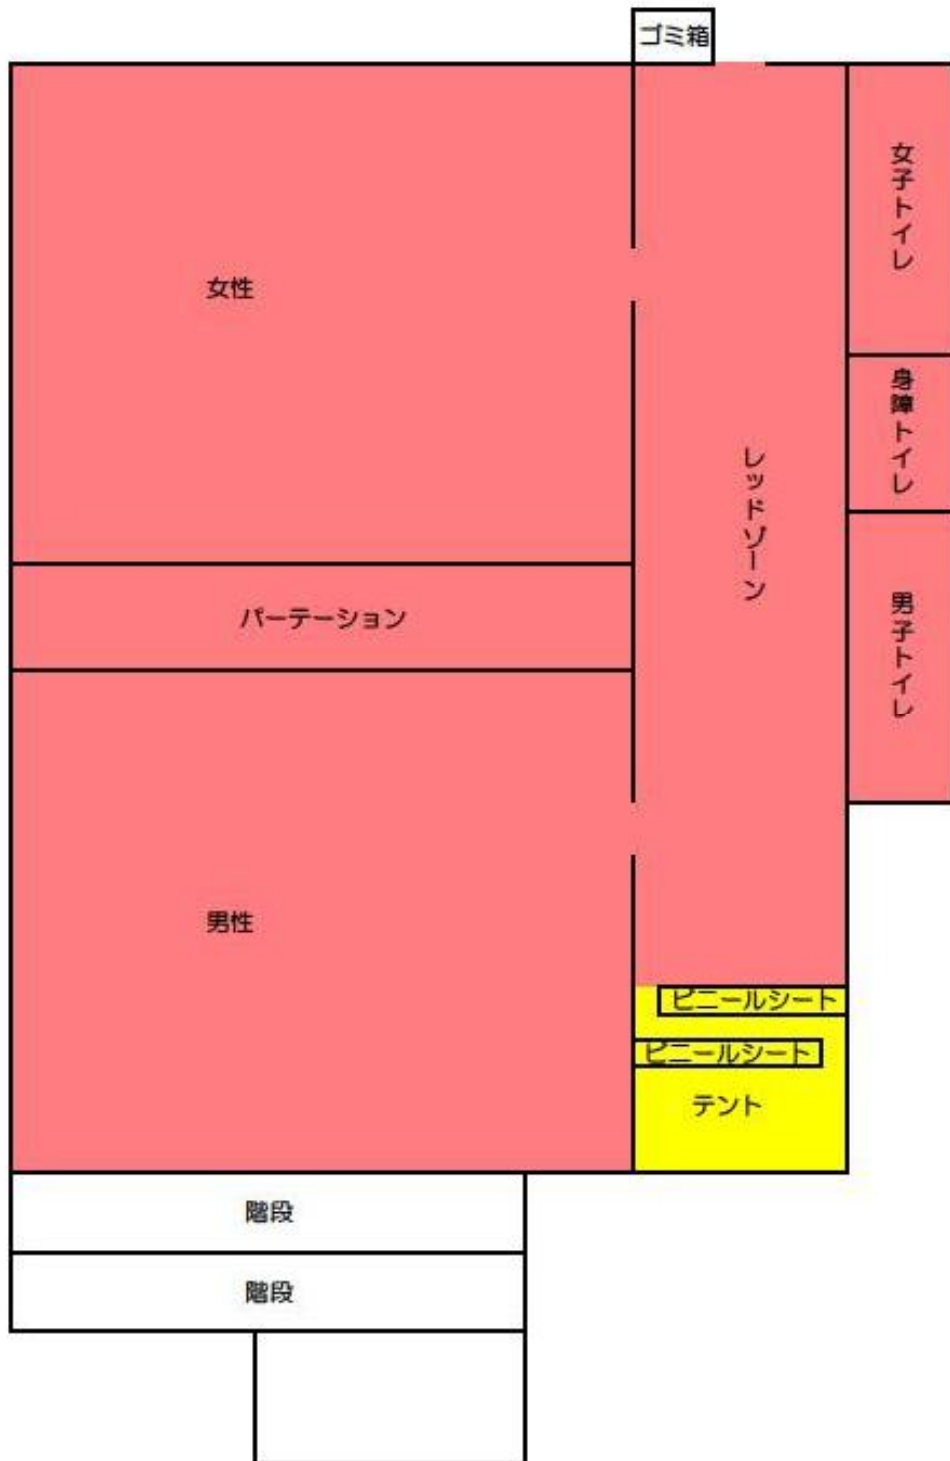 ゴミ箱
女子トイレ
女性
身障トイレ
レッドゾーン
パーテーション
男子トイレ
男性
ビニールシート
ビニールシート
テント
階段
階段